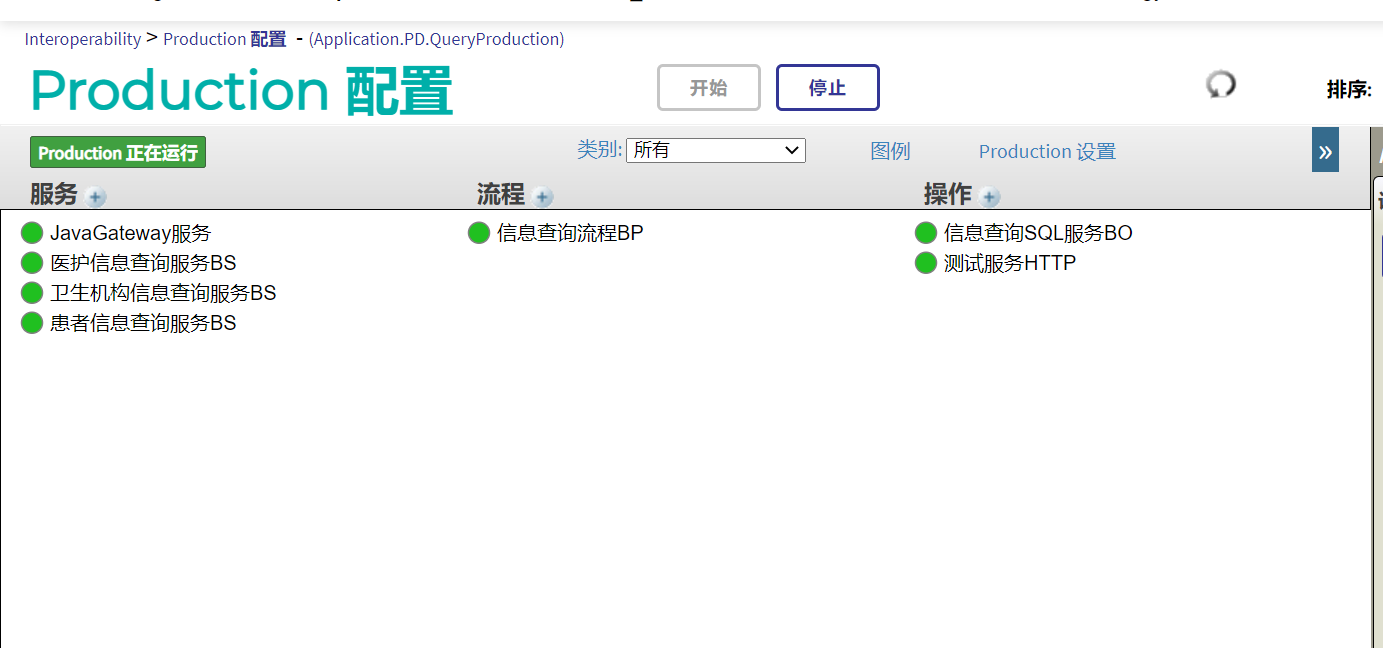 Interoperability > Production 配置 - (Application.PD.QueryProduction)
Production 配置
开始
停止
排序:
Production 正在运行
类别: 所有
图例
Production 设置
»
服务
流程
操作
JavaGateway服务
信息查询流程BP
信息查询SQL服务BO
医护信息查询服务BS
测试服务HTTP
卫生机构信息查询服务BS
患者信息查询服务BS